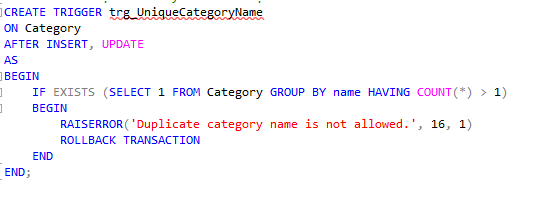 CREATE TRIGGER trg_UniqueCategoryName
ON Category
AFTER INSERT, UPDATE
AS
BEGIN
    IF EXISTS (SELECT 1 FROM Category GROUP BY name HAVING COUNT(*) > 1)
    BEGIN
        RAISERROR('Duplicate category name is not allowed.', 16, 1)
        ROLLBACK TRANSACTION
    END
END;